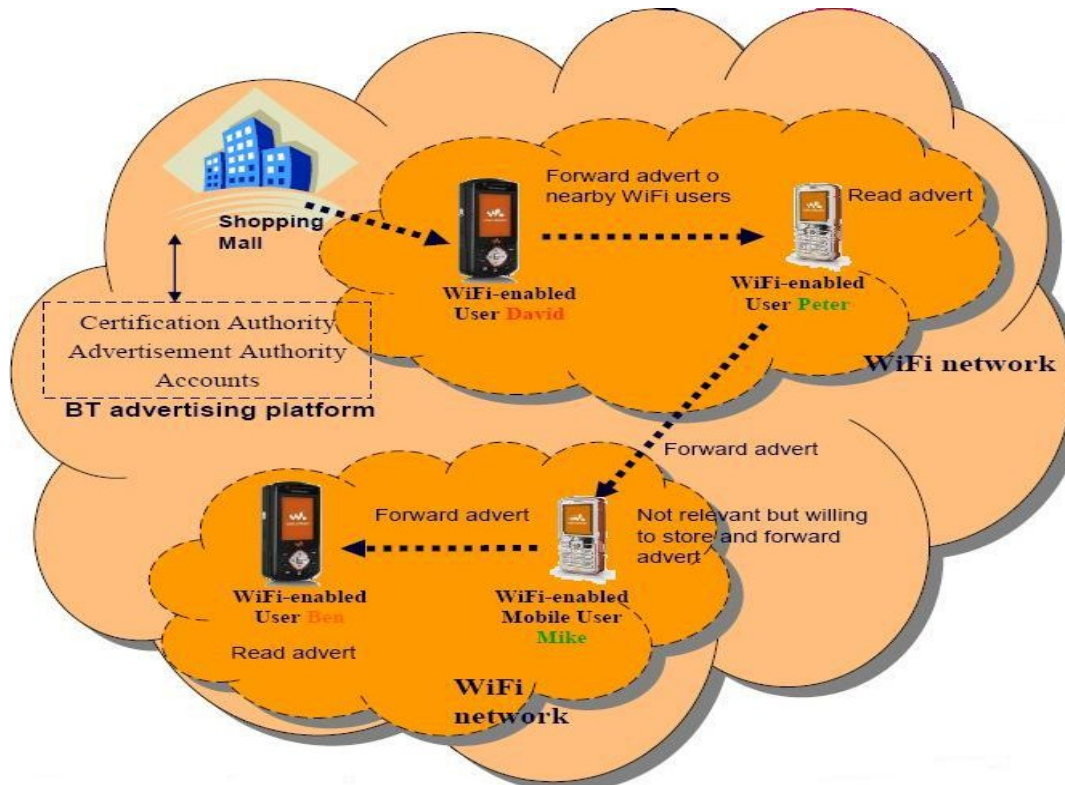 Shopping
Mall
Forward advert o
nearby WiFi users
Read advert
WiFi-enabled
User David
WiFi-enabled
User Peter
Certification Authority
Advertisement Authority
Accounts
BT advertising platform
WiFi network
Forward advert
Forward advert
Not relevant but willing
to store and forward
advert
WiFi-enabled
User Ben
Read advert
WiFi-enabled
Mobile User
Mike
WiFi
network